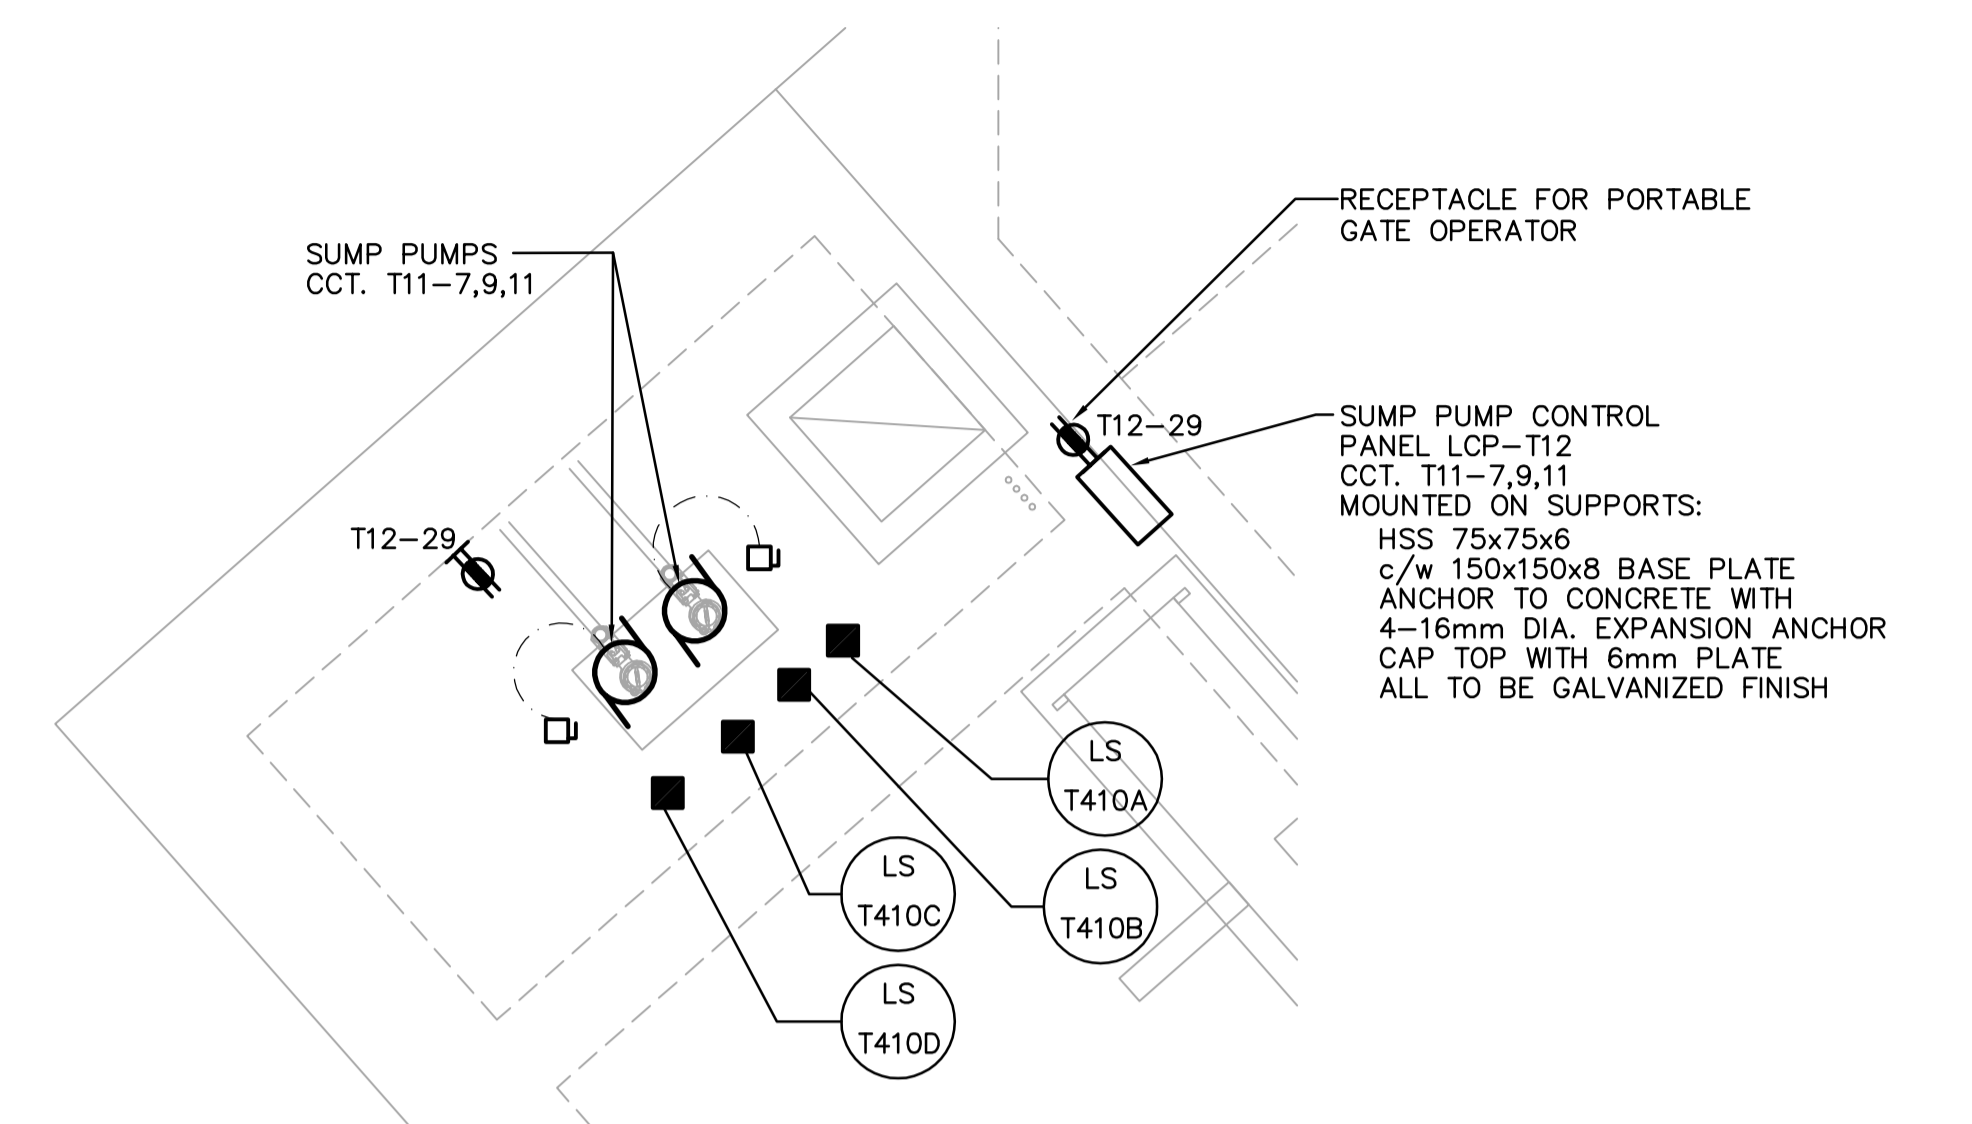 RECEPTACLE FOR PORTABLE
GATE OPERATOR
SUMP PUMPS
CCT. T11-7,9,11
T12-29
SUMP PUMP CONTROL
PANEL LCP-T12
CCT. T11-7,9,11
MOUNTED ON SUPPORTS:
HSS 75x75x6
c/w 150x150x8 BASE PLATE
ANCHOR TO CONCRETE WITH
4-16mm DIA. EXPANSION ANCHOR
CAP TOP WITH 6mm PLATE
ALL TO BE GALVANIZED FINISH
T12-29
LS
T410A
LS
T410C
LS
T410B
LS
T410D